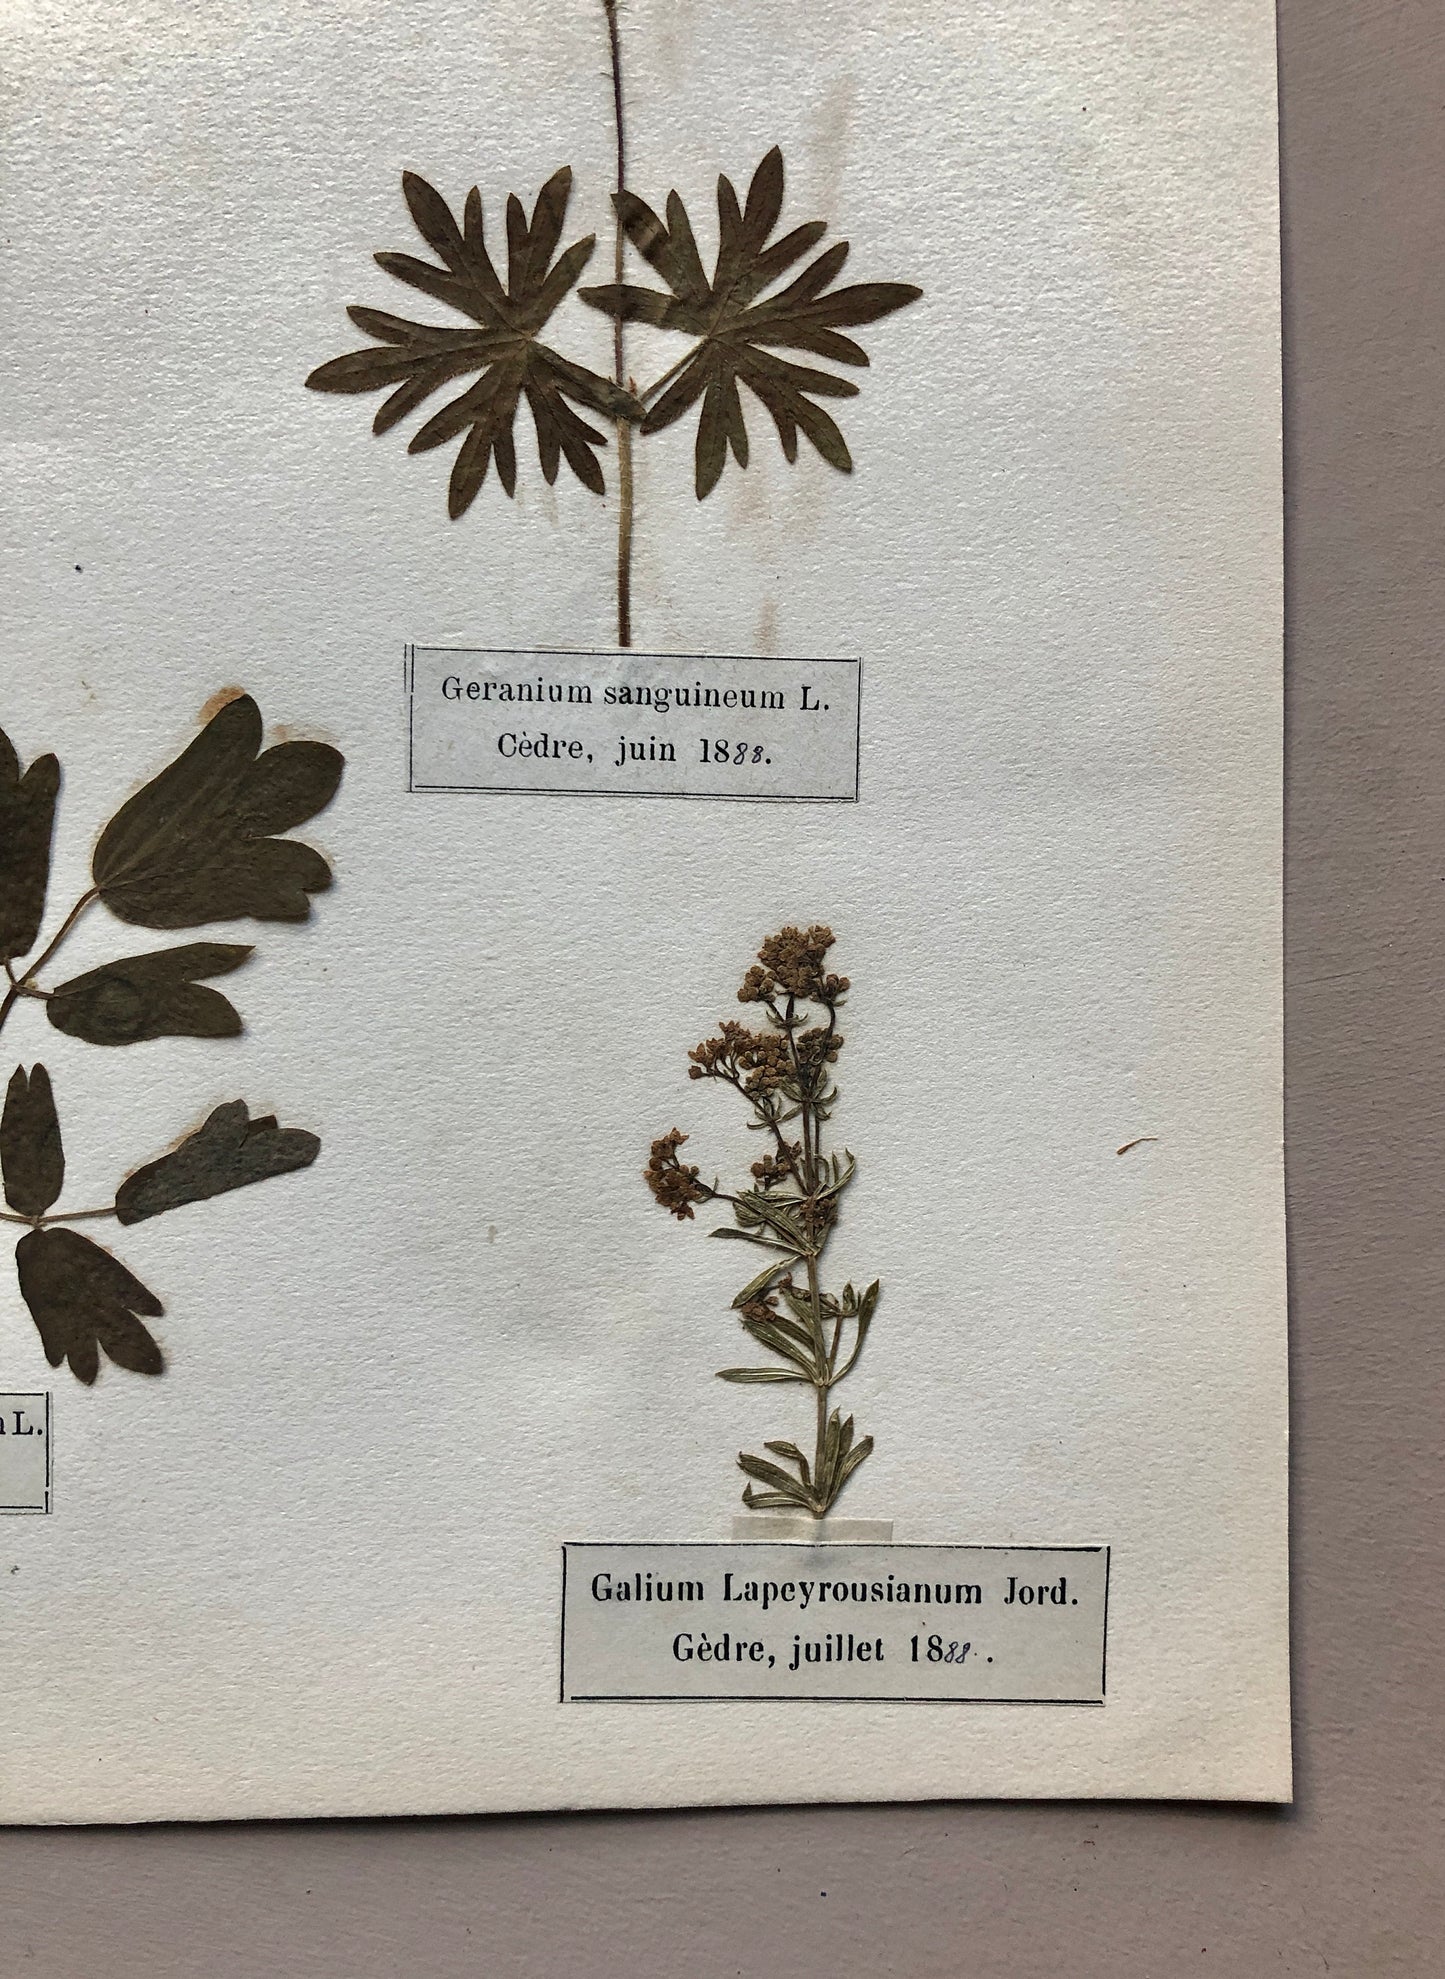 Geranium sanguineum L.
Cèdre, juin 1888.
L.
Galium Lapeyrousianum Jord.
Gèdre, juillet 1888.